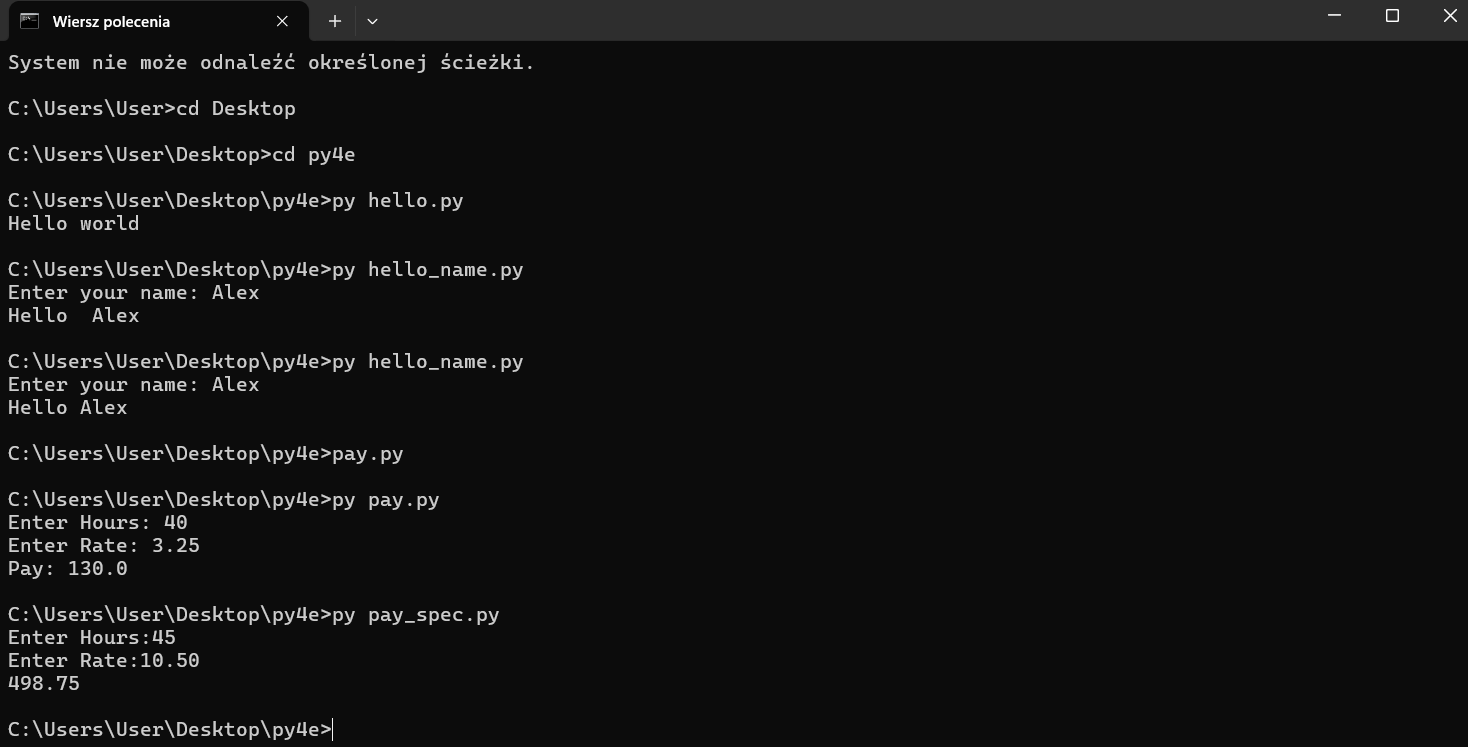 Wiersz polecenia
System nie może odnaleźć określonej ścieżki.
C:\Users\User>cd Desktop
C:\Users\User\Desktop>cd py4e
C:\Users\User\Desktop\py4e>py hello.py
Hello world
C:\Users\User\Desktop\py4e>py hello_name.py
Enter your name: Alex
Hello  Alex
C:\Users\User\Desktop\py4e>py hello_name.py
Enter your name: Alex
Hello Alex
C:\Users\User\Desktop\py4e>pay.py
C:\Users\User\Desktop\py4e>py pay.py
Enter Hours: 40
Enter Rate: 3.25
Pay: 130.0
C:\Users\User\Desktop\py4e>py pay_spec.py
Enter Hours:45
Enter Rate:10.50
498.75
C:\Users\User\Desktop\py4e>